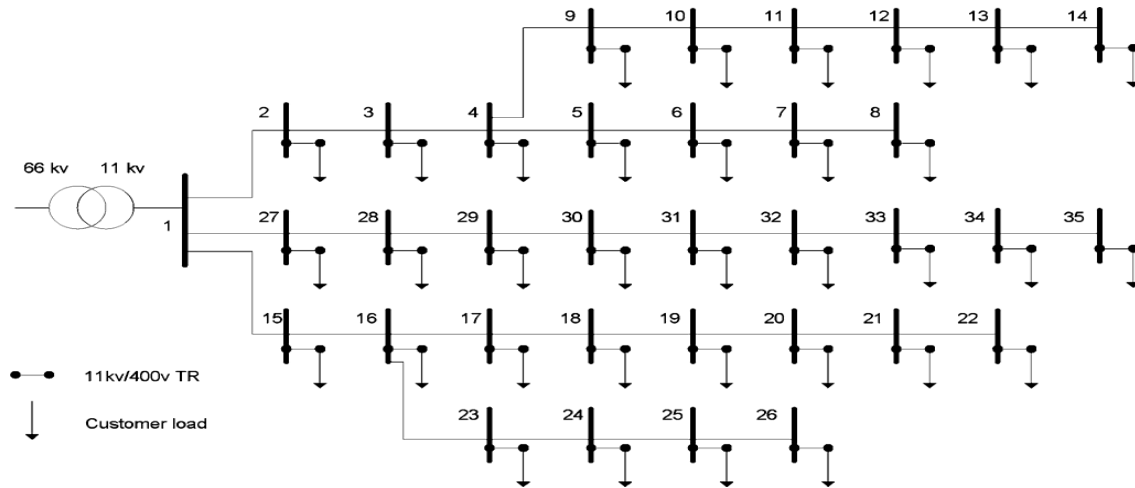 9 10 11 12 13 14
2 3 4 5 6 7 8
66 kv 11 kv
1
27 28 29 30 31 32 33 34 35
15 16 17 18 19 20 21 22
11kv/400v TR
23 24 25 26
Customer load